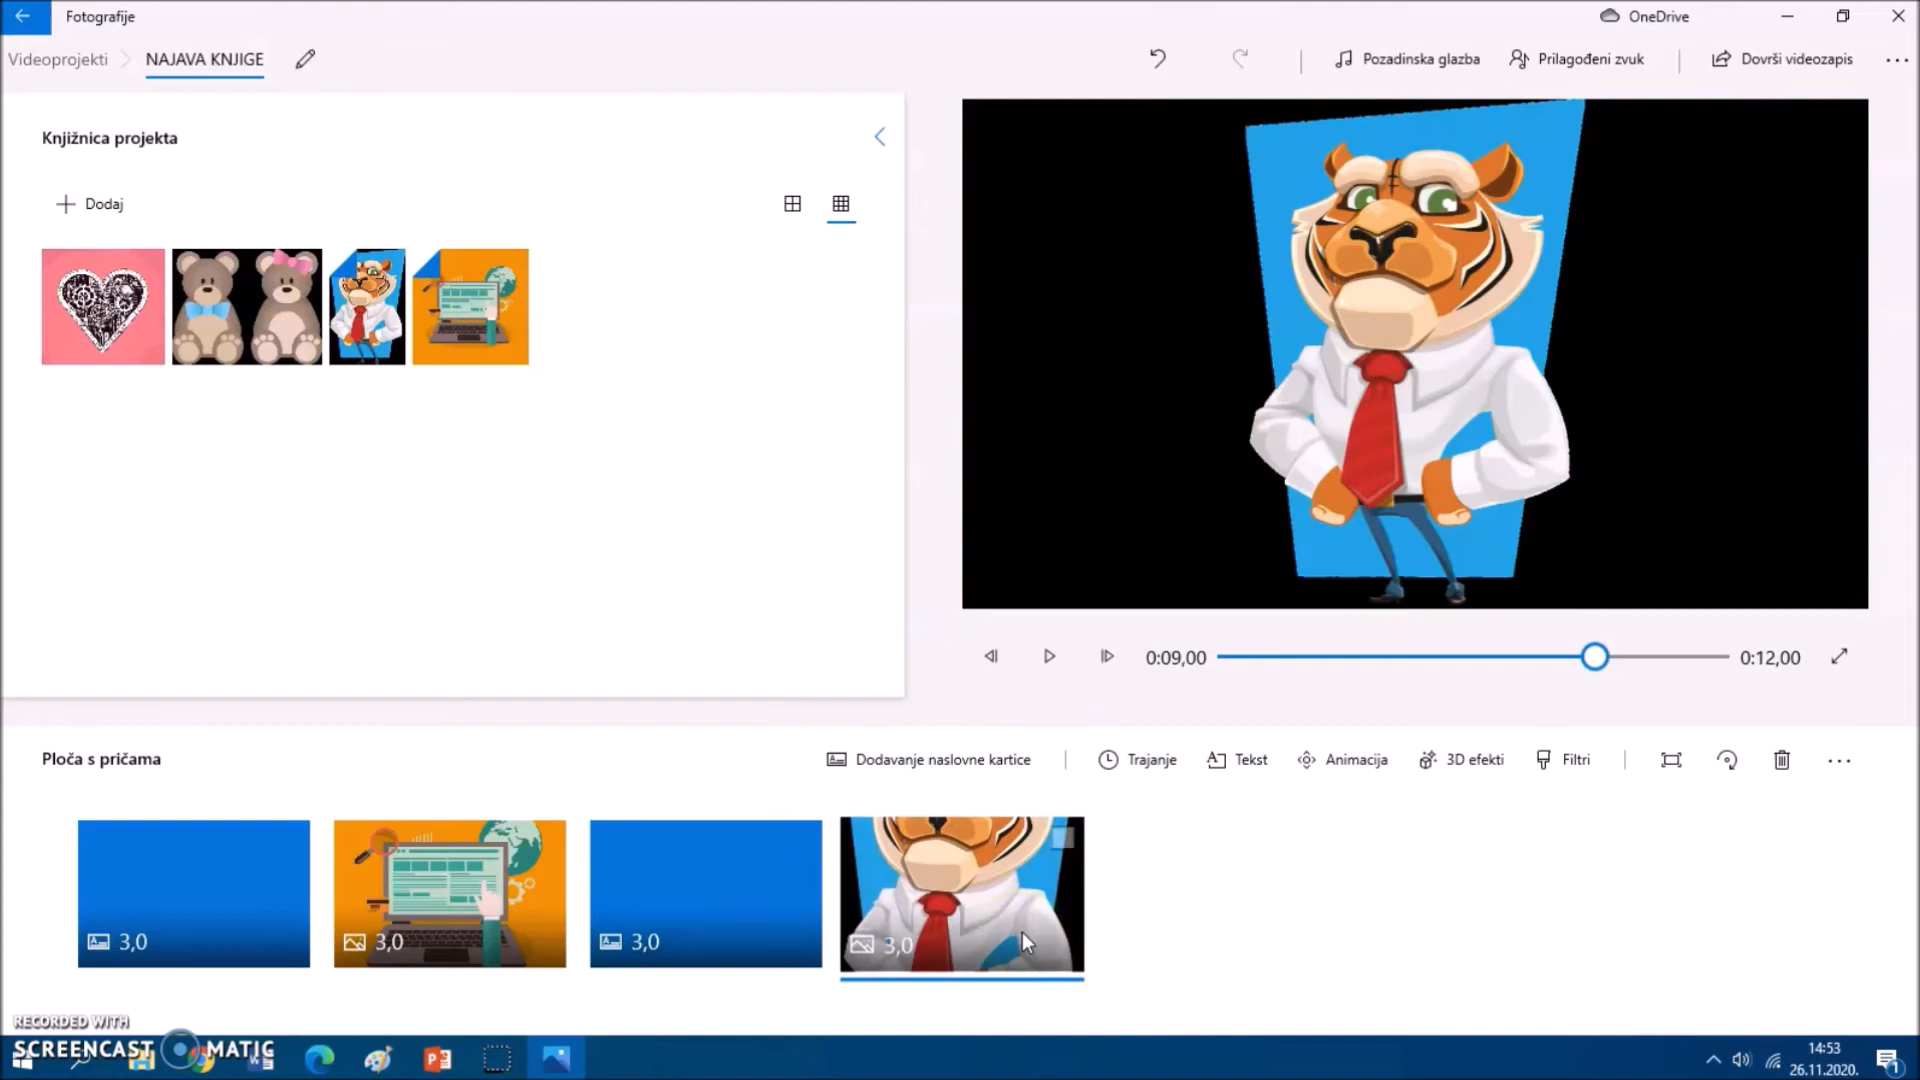 Fotografije
OneDrive
Videoprojekti
NAJAVA KNJIGE
Pozadinska glazba
Prilagođeni zvuk
Dovrši videozapis
Knjižnica projekta
Dodaj
0:09,00
0:12,00
Ploča s pričama
Dodavanje naslovne kartice
Trajanje
Tekst
Animacija
3D efekti
Filtri
3,0
3,0
3,0
3,0
RECORDED WITH
SCREENCAST MATIC
14:53
26.11.2020.
1